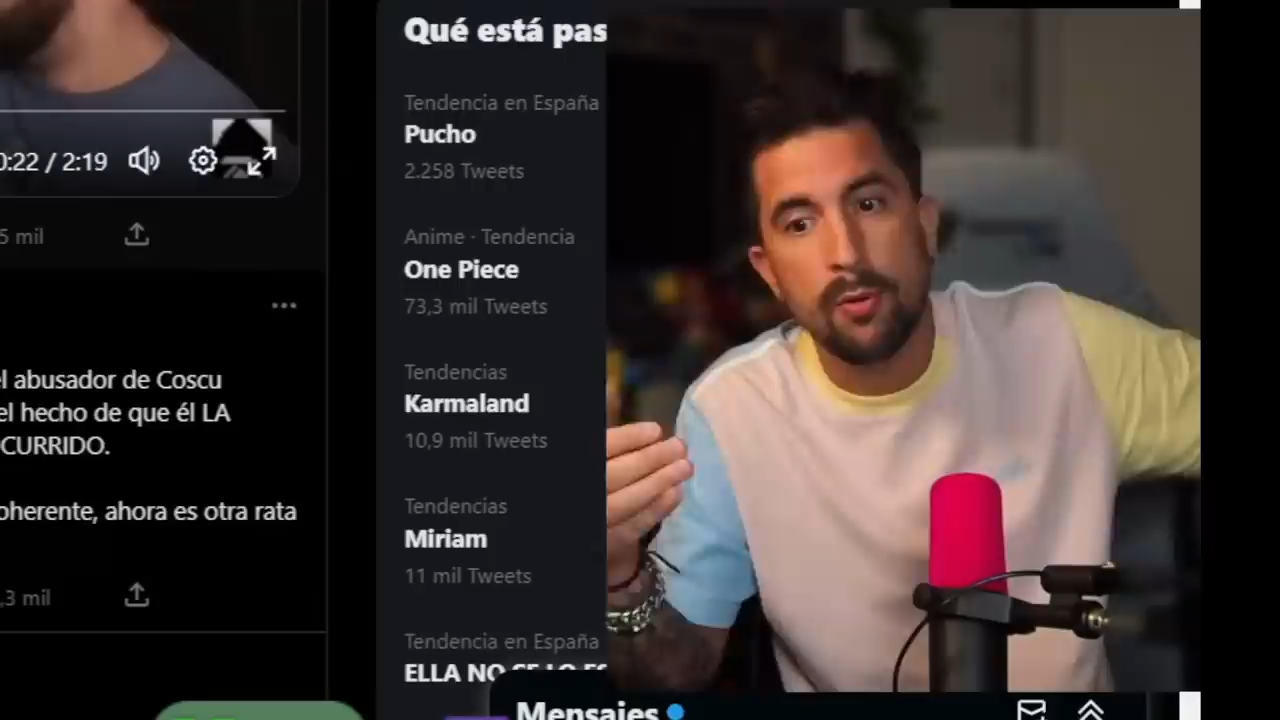 0:22 / 2:19
5 mil
l abusador de Coscu
el hecho de que él LA
CURRIDO.
oherente, ahora es otra rata
,3 mil
Qué está pas
Tendencia en España
Pucho
2.258 Tweets
Anime · Tendencia
One Piece
73,3 mil Tweets
Tendencias
Karmaland
10,9 mil Tweets
Tendencias
Miriam
11 mil Tweets
Tendencia en España
ELLA NO SE LO ES
Mensajes